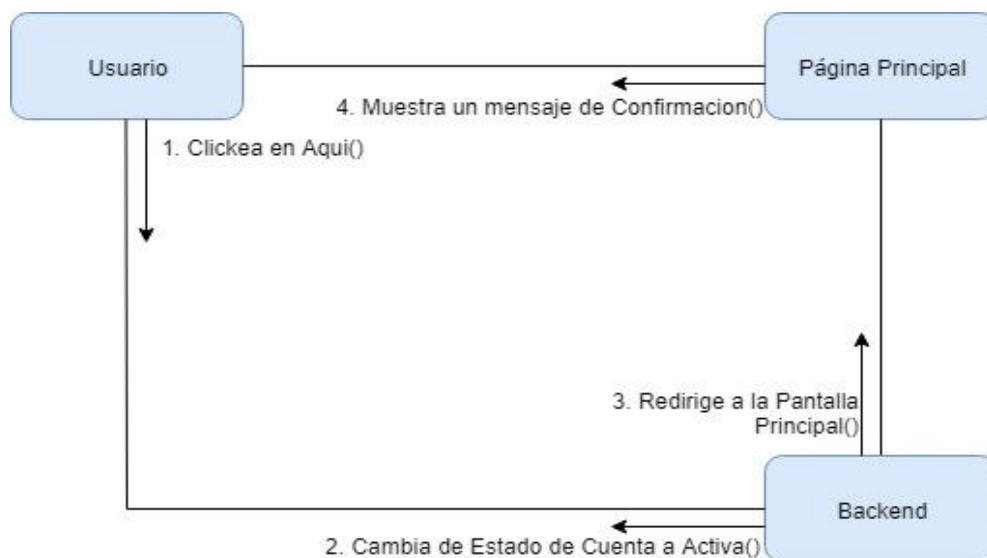 Usuario
Página Principal
4. Muestra un mensaje de Confirmacion()
1. Clickea en Aqui()
3. Redirige a la Pantalla
Principal()
Backend
2. Cambia de Estado de Cuenta a Activa()